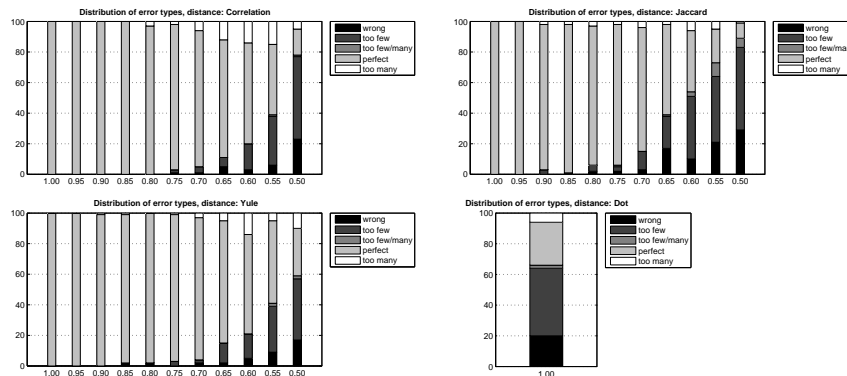 Distribution of error types, distance: Correlation
100
80
60
40
20
0
1.00 0.95 0.90 0.85 0.80 0.75 0.70 0.65 0.60 0.55 0.50
wrong
too few
too few/many
perfect
too many
Distribution of error types, distance: Jaccard
100
80
60
40
20
0
1.00 0.95 0.90 0.85 0.80 0.75 0.70 0.65 0.60 0.55 0.50
wrong
too few
too few/many
perfect
too many
Distribution of error types, distance: Yule
100
80
60
40
20
0
1.00 0.95 0.90 0.85 0.80 0.75 0.70 0.65 0.60 0.55 0.50
wrong
too few
too few/many
perfect
too many
Distribution of error types, distance: Dot
100
80
60
40
20
0
1.00
wrong
too few
too few/many
perfect
too many